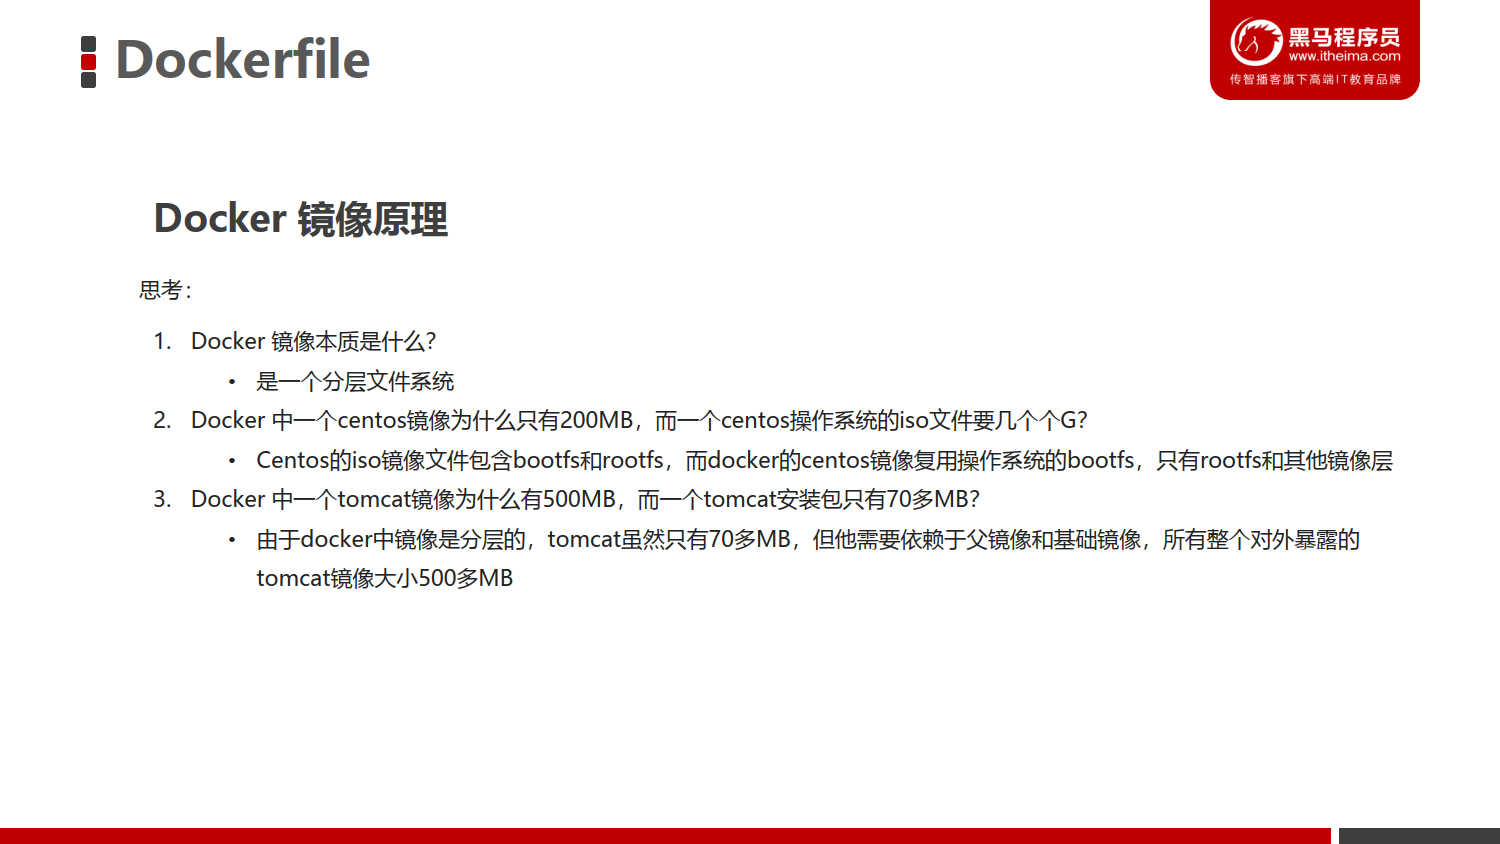 Dockerfile
黑马程序员
www.itheima.com
传智播客旗下高端IT教育品牌
Docker 镜像原理
思考：
1. Docker 镜像本质是什么？
• 是一个分层文件系统
2. Docker 中一个centos镜像为什么只有200MB，而一个centos操作系统的iso文件要几个个G？
• Centos的iso镜像文件包含bootfs和rootfs，而docker的centos镜像复用操作系统的bootfs，只有rootfs和其他镜像层
3. Docker 中一个tomcat镜像为什么有500MB，而一个tomcat安装包只有70多MB？
• 由于docker中镜像是分层的，tomcat虽然只有70多MB，但他需要依赖于父镜像和基础镜像，所有整个对外暴露的
tomcat镜像大小500多MB